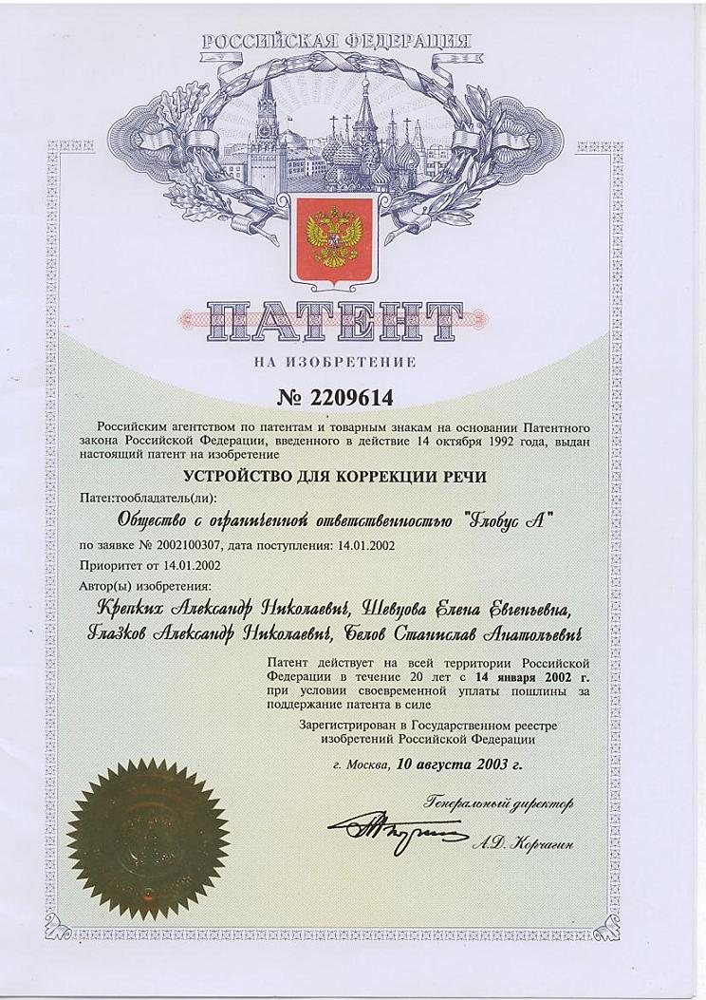 РОССИЙСКАЯ ФЕДЕРАЦИЯ
ПАТЕНТ
НА ИЗОБРЕТЕНИЕ
№ 2209614
Российским агентством по патентам и товарным знакам на основании Патентного
закона Российской Федерации, введенного в действие 14 октября 1992 года, выдан
настоящий патент на изобретение
УСТРОЙСТВО ДЛЯ КОРРЕКЦИИ РЕЧИ
Патентообладатель(ли):
Общество с ограниченной ответственностью "Глобус А"
по заявке № 2002100307, дата поступления: 14.01.2002
Приоритет от 14.01.2002
Автор(ы) изобретения:
Крепких Александр Николаевич, Шевцова Елена Евгеньевна,
Глазков Александр Николаевич, Белов Станислав Анатольевич
Патент действует на всей территории Российской
Федерации в течение 20 лет с 14 января 2002 г.
при условии своевременной уплаты пошлины за
поддержание патента в силе
Зарегистрирован в Государственном реестре
изобретений Российской Федерации
г. Москва, 10 августа 2003 г.
Генеральный директор
А.Д. Корчагин